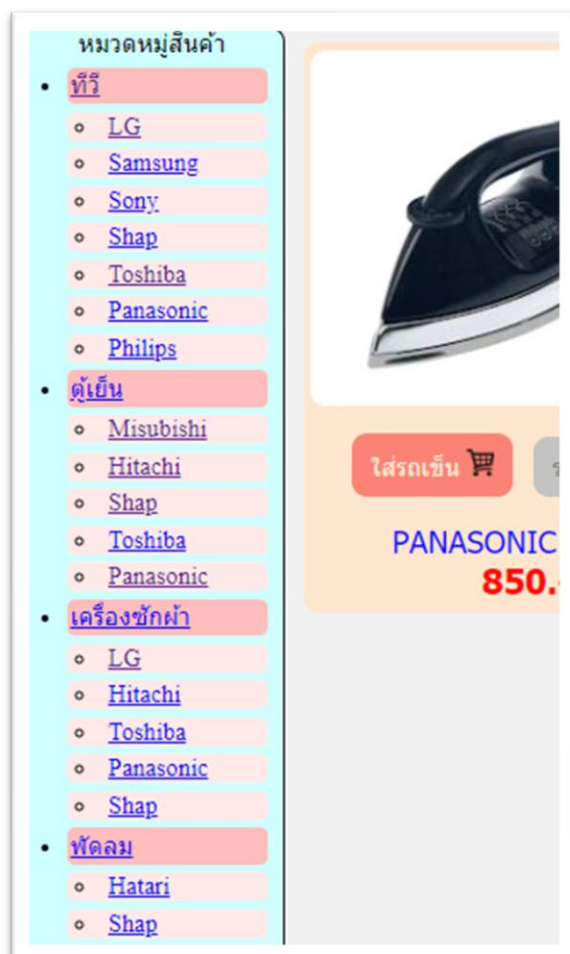 หมวดหมู่สินค้า
ทีวี
LG
Samsung
Sony
Shap
Toshiba
Panasonic
Philips
ตู้เย็น
Misubishi
Hitachi
Shap
Toshiba
Panasonic
เครื่องซักผ้า
LG
Hitachi
Toshiba
Panasonic
Shap
พัดลม
Hatari
Shap
ใส่รถเข็น
PANASONIC
850.